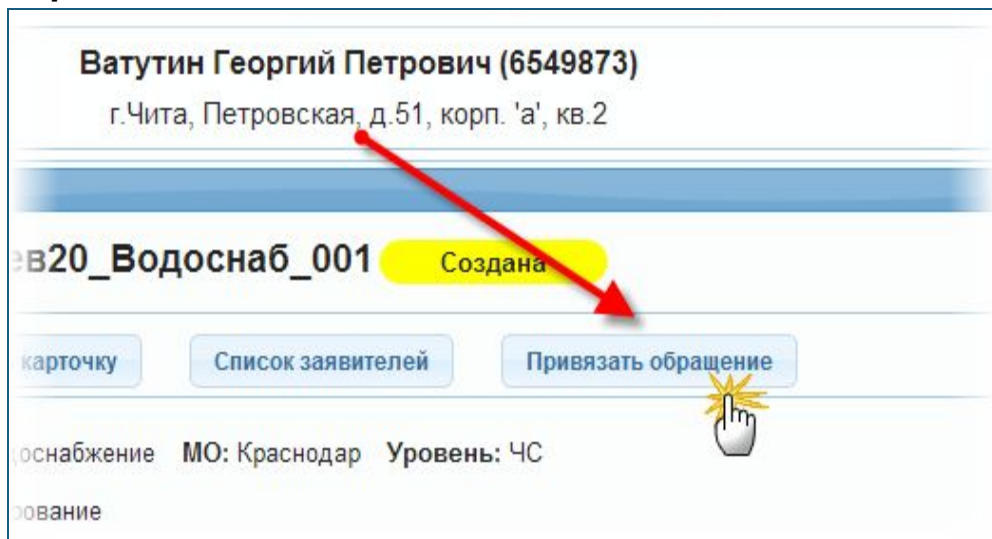 Ватутин Георгий Петрович (6549873)
г.Чита, Петровская, д.51, корп. 'а', кв.2
ев20_Водоснаб_001 Создана
карточку Список заявителей Привязать обращение
оснабжение МО: Краснодар Уровень: ЧС
ование